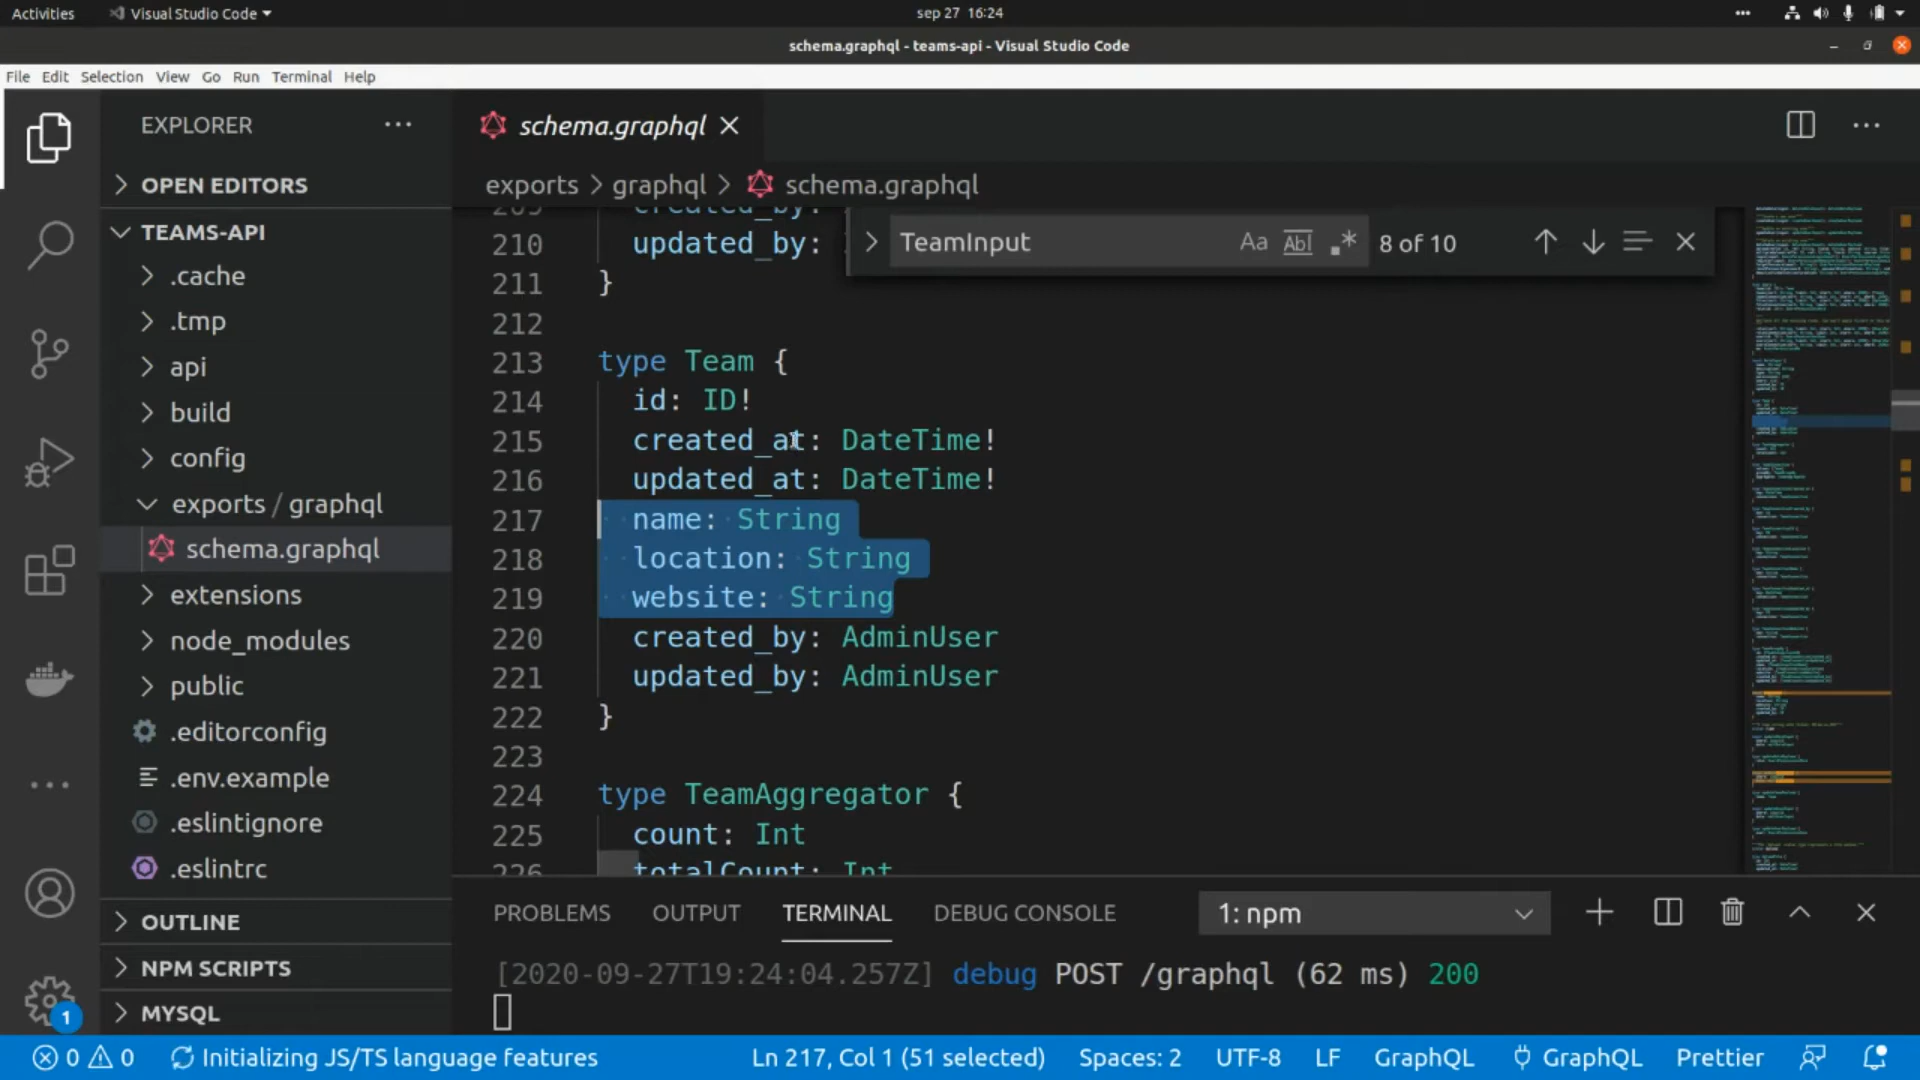 Activities
Visual Studio Code
sep 27 16:24
schema.graphql - teams-api - Visual Studio Code
File Edit Selection View Go Run Terminal Help
EXPLORER
OPEN EDITORS
TEAMS-API
.cache
.tmp
api
build
config
exports / graphql
schema.graphql
extensions
node_modules
public
.editorconfig
.env.example
.eslintignore
.eslintrc
OUTLINE
NPM SCRIPTS
MYSQL
1
schema.graphql
exports > graphql > schema.graphql
TeamInput
Aa Abl .* 8 of 10
209 created_by:
210 updated_by:
211 }
212
213 type Team {
214 id: ID!
215 created_at: DateTime!
216 updated_at: DateTime!
217 name: String
218 location: String
219 website: String
220 created_by: AdminUser
221 updated_by: AdminUser
222 }
223
224 type TeamAggregator {
225 count: Int
226 totalCount: Int
PROBLEMS OUTPUT TERMINAL DEBUG CONSOLE
1: npm
[2020-09-27T19:24:04.257Z] debug POST /graphql (62 ms) 200
0 0 Initializing JS/TS language features Ln 217, Col 1 (51 selected) Spaces: 2 UTF-8 LF GraphQL GraphQL Prettier